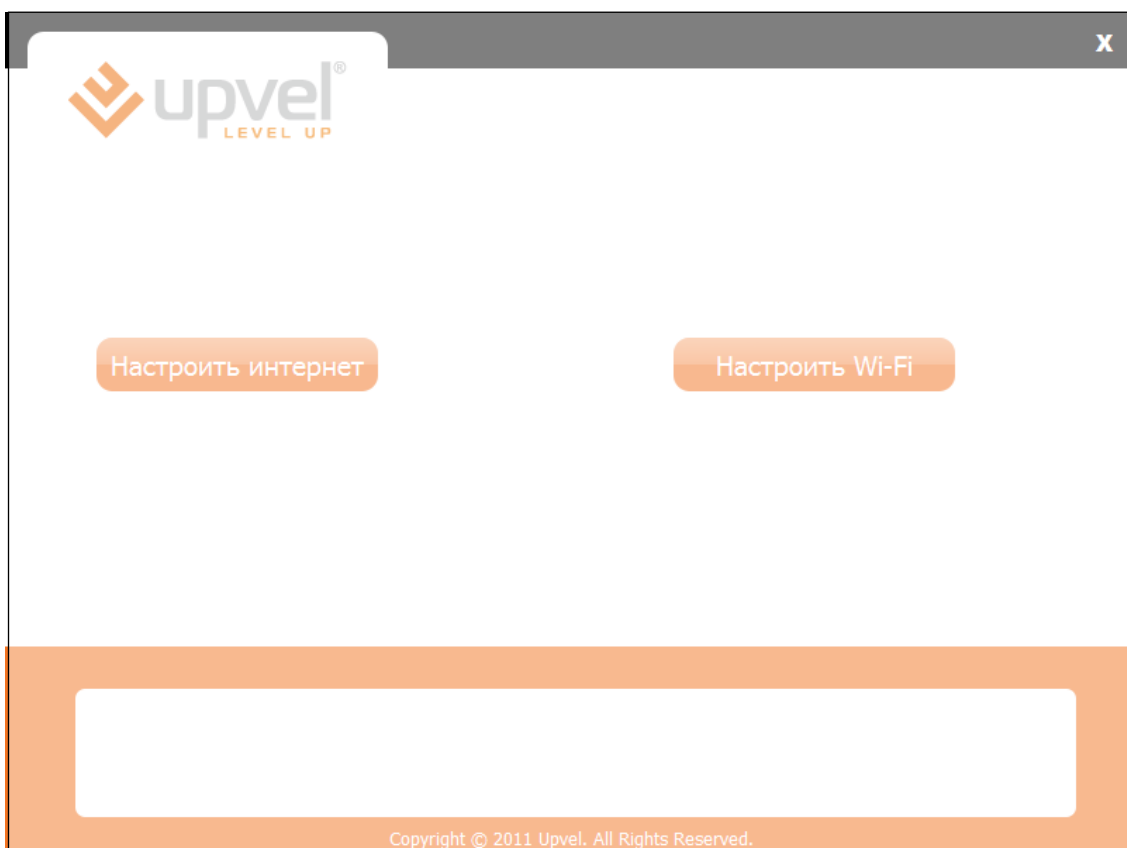 x
upvel®
LEVEL UP
Настроить интернет
Настроить Wi-Fi
Copyright © 2011 Upvel. All Rights Reserved.